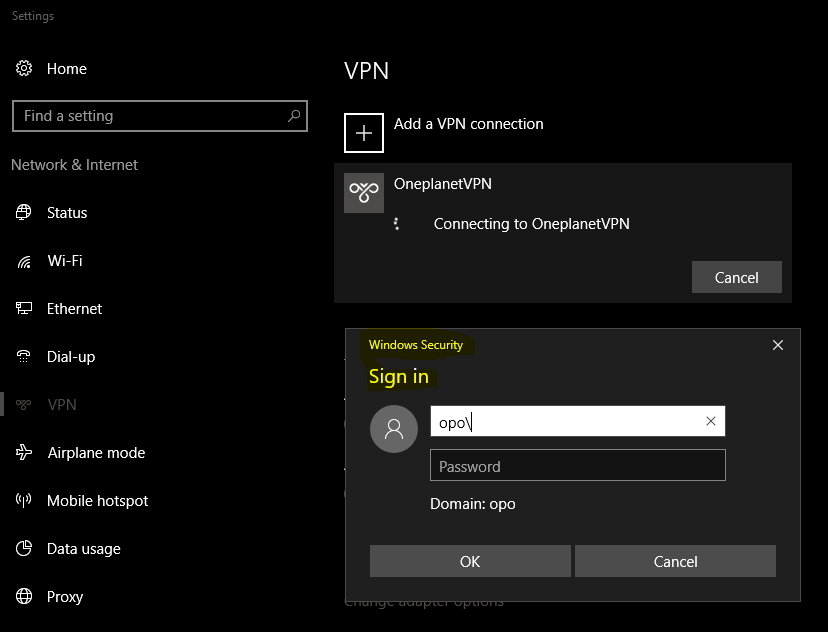 Settings
Home
Find a setting
Network & Internet
Status
Wi-Fi
Ethernet
Dial-up
VPN
Airplane mode
Mobile hotspot
Data usage
Proxy
VPN
Add a VPN connection
OneplanetVPN
Connecting to OneplanetVPN
Cancel
Windows Security
Sign in
opo\
Password
Domain: opo
OK
Cancel
Change adapter options